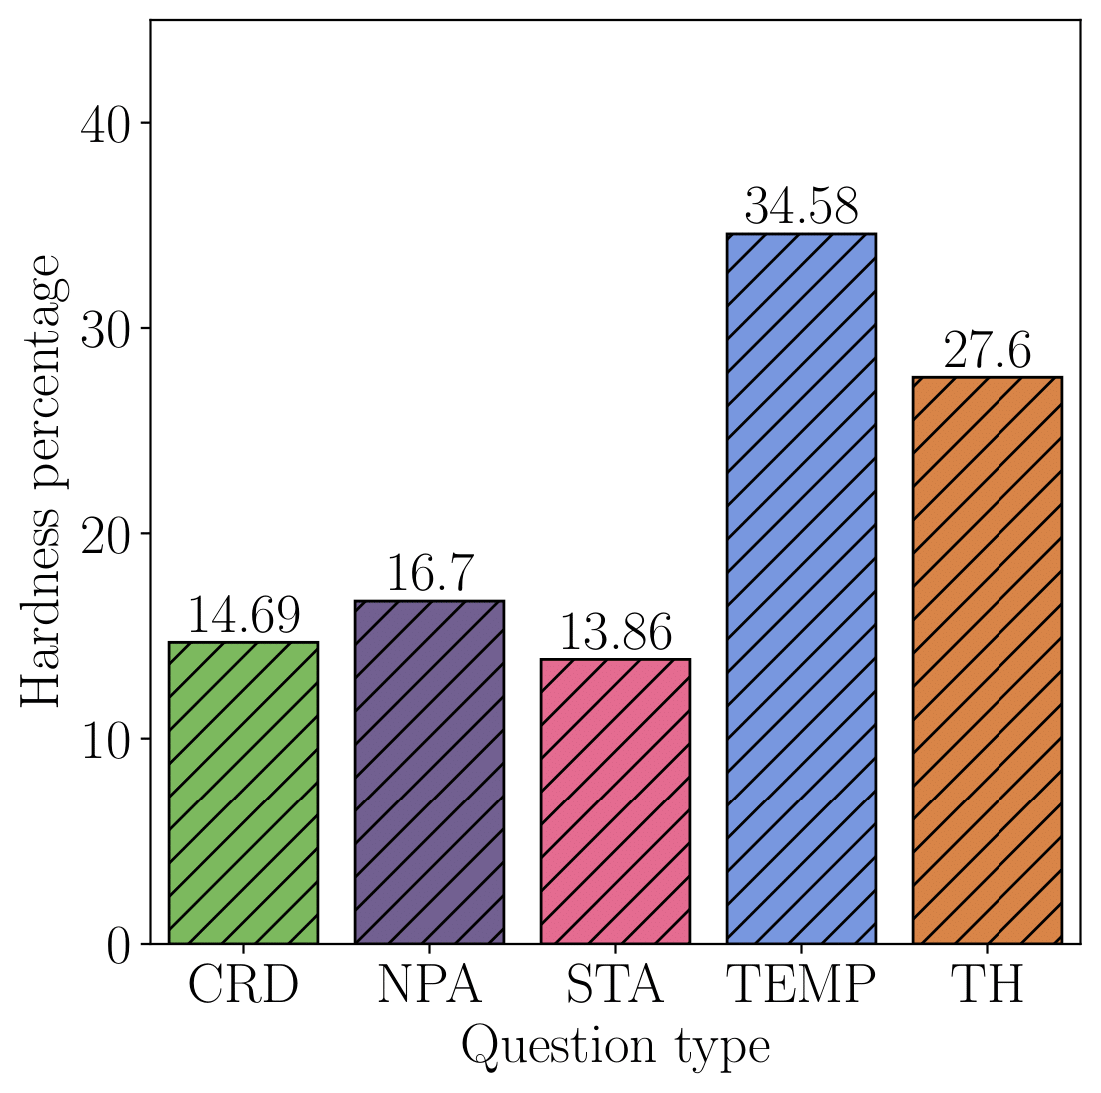 40
30
20
10
0
Hardness percentage
14.69
16.7
13.86
34.58
27.6
CRD
NPA
STA
TEMP
TH
Question type